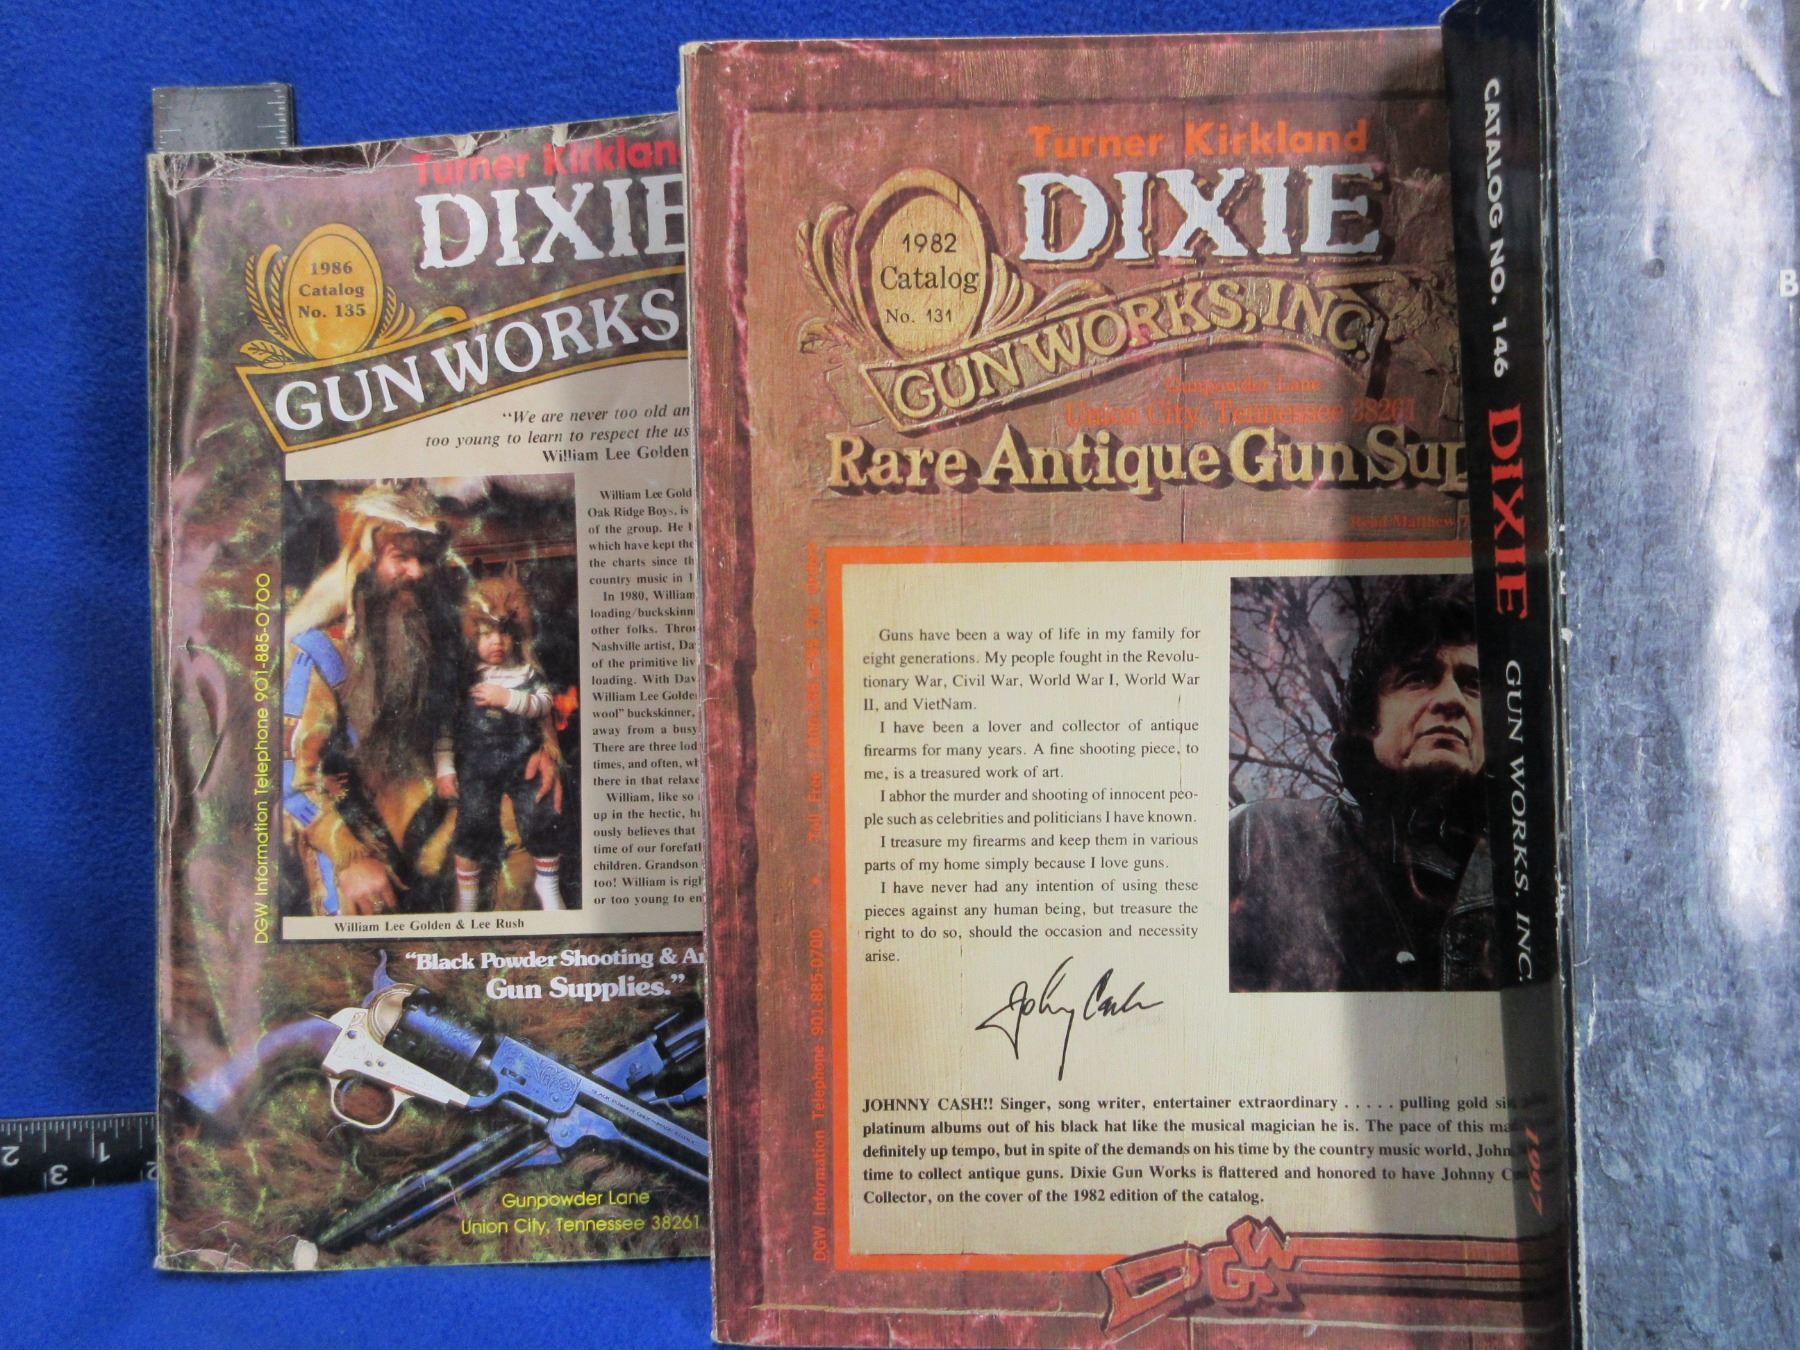 Turner Kirklan
DIXIE
1986
Catalog
No. 135
GUN WORKS
"We are never too old an
too young to learn to respect the us
William Lee Golden
William Lee Gold
Oak Ridge Boys, is
of the group. He
which have kept the
the charts since th
country music in 1
In 1980, William
loading/buckskinn
other folks. Throu
Nashville artist, Da
of the primitive liv
loading. With Dav
William Lee Golde
wool" buckskinner,
away from a busy
There are three lod
times, and often, wh
there in that relaxe
William, like so
up in the hectic, hu
ously believes that
time of our forefat
children. Grandson
too! William is righ
or too young to en
William Lee Golden & Lee Rush
DGW Information Telephone 901-885-0700
"Black Powder Shooting & An
Gun Supplies."
Gunpowder Lane
Union City, Tennessee 38261
2 1 2
3
Turner Kirkland
DIXIE
1982
Catalog
No. 131
GUN WORKS, INC.
Gunpowder Lane
Union City, Tennessee 38261
Rare Antique Gun Sup
Read Matthew 7
Guns have been a way of life in my family for
eight generations. My people fought in the Revolu-
tionary War, Civil War, World War I, World War
II, and VietNam.
I have been a lover and collector of antique
firearms for many years. A fine shooting piece, to
me, is a treasured work of art.
I abhor the murder and shooting of innocent peo-
ple such as celebrities and politicians I have known.
I treasure my firearms and keep them in various
parts of my home simply because I love guns.
I have never had any intention of using these
pieces against any human being, but treasure the
right to do so, should the occasion and necessity
arise.
Johnny Cash
JOHNNY CASH!! Singer, song writer, entertainer extraordinary . . . . . pulling gold si
platinum albums out of his black hat like the musical magician he is. The pace of this ma
definitely up tempo, but in spite of the demands on his time by the country music world, John
time to collect antique guns. Dixie Gun Works is flattered and honored to have Johnny C
Collector, on the cover of the 1982 edition of the catalog.
DGW Information Telephone 901-885-0700
DGW
CATALOG NO. 146 DIXIE GUN WORKS, INC. 1997
B